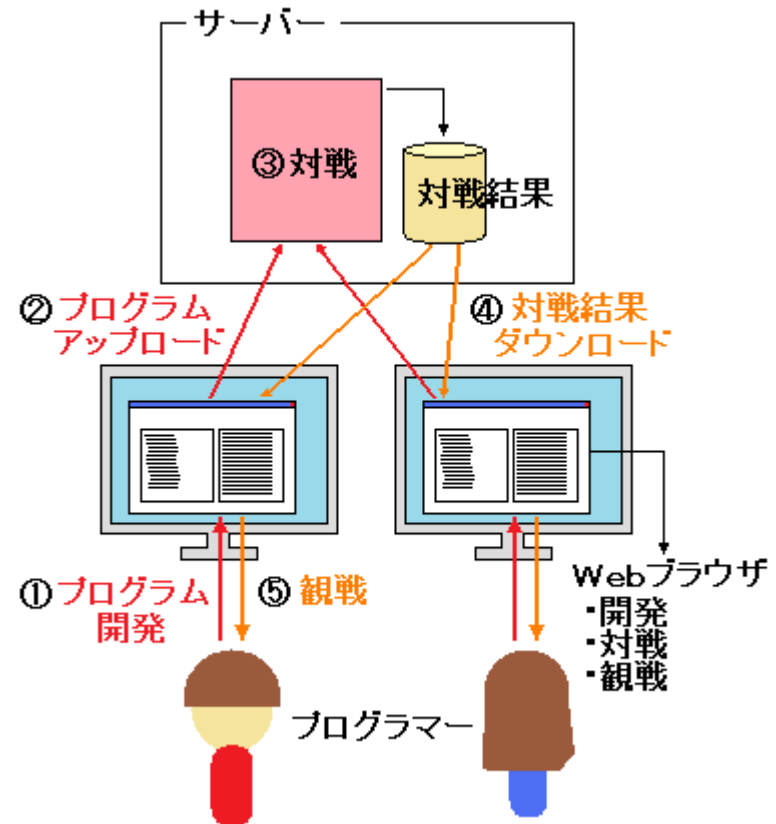 サーバー
③対戦
対戦結果
② プログラム
アップロード
④ 対戦結果
ダウンロード
① プログラム
開発
⑤ 観戦
Webブラウザ
・開発
・対戦
・観戦
プログラマー